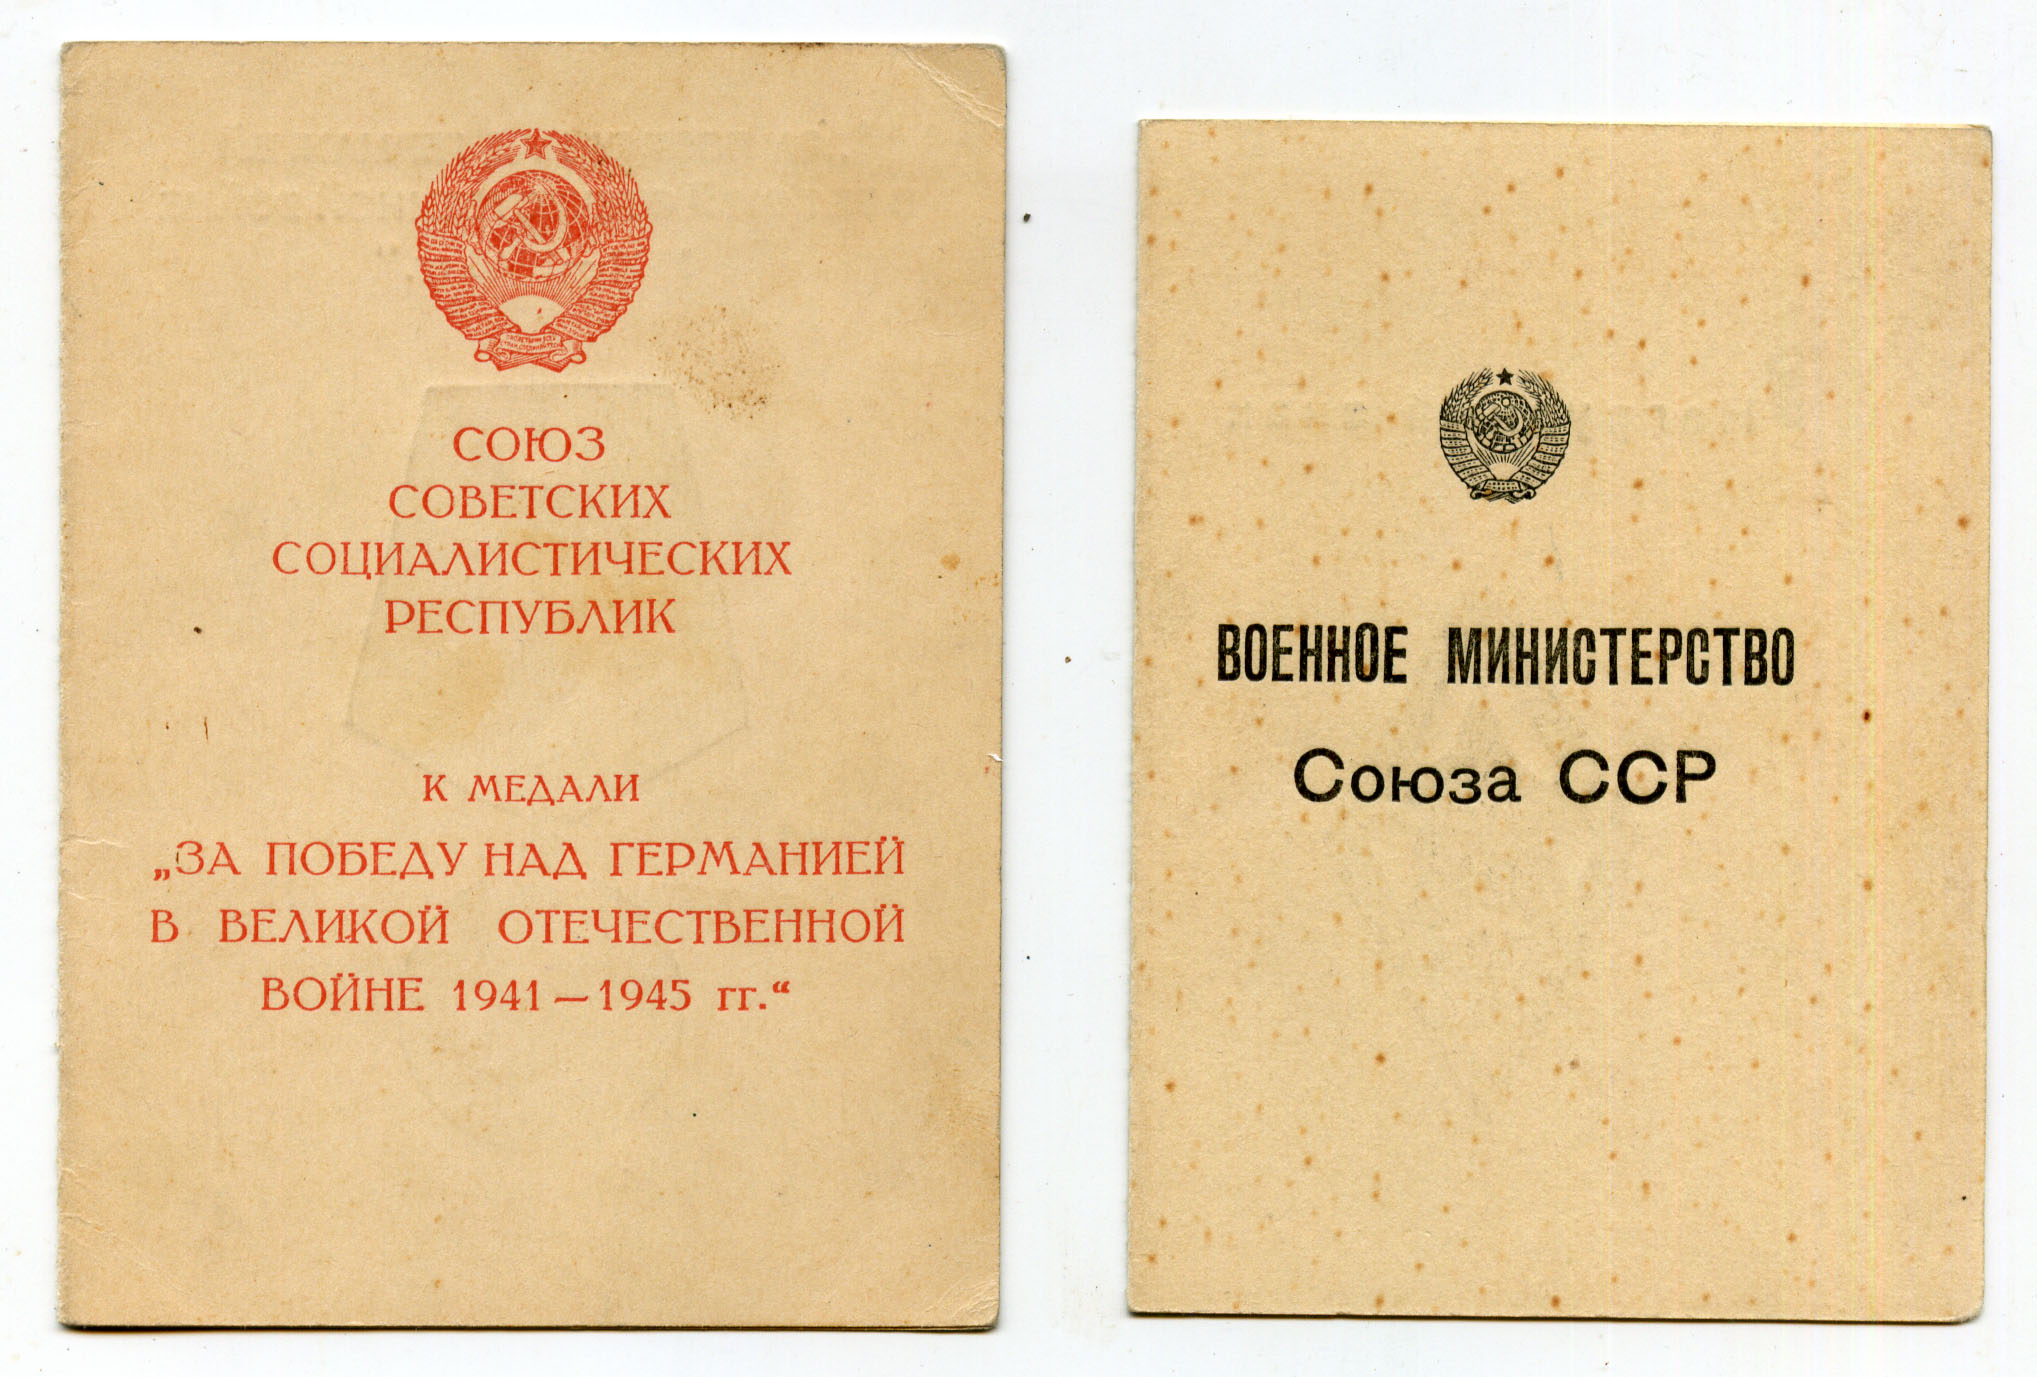 СОЮЗ
СОВЕТСКИХ
СОЦИАЛИСТИЧЕСКИХ
РЕСПУБЛИК
К МЕДАЛИ
„ЗА ПОБЕДУ НАД ГЕРМАНИЕЙ
В ВЕЛИКОЙ ОТЕЧЕСТВЕННОЙ
ВОЙНЕ 1941—1945 гг.“
ВОЕННОЕ МИНИСТЕРСТВО
Союза ССР